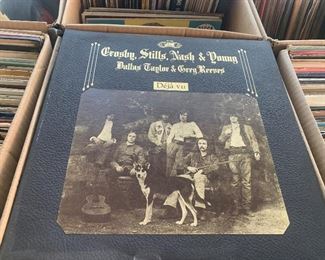 Crosby, Stills, Nash & Young
Dallas Taylor & Greg Reeves
Déjà vu